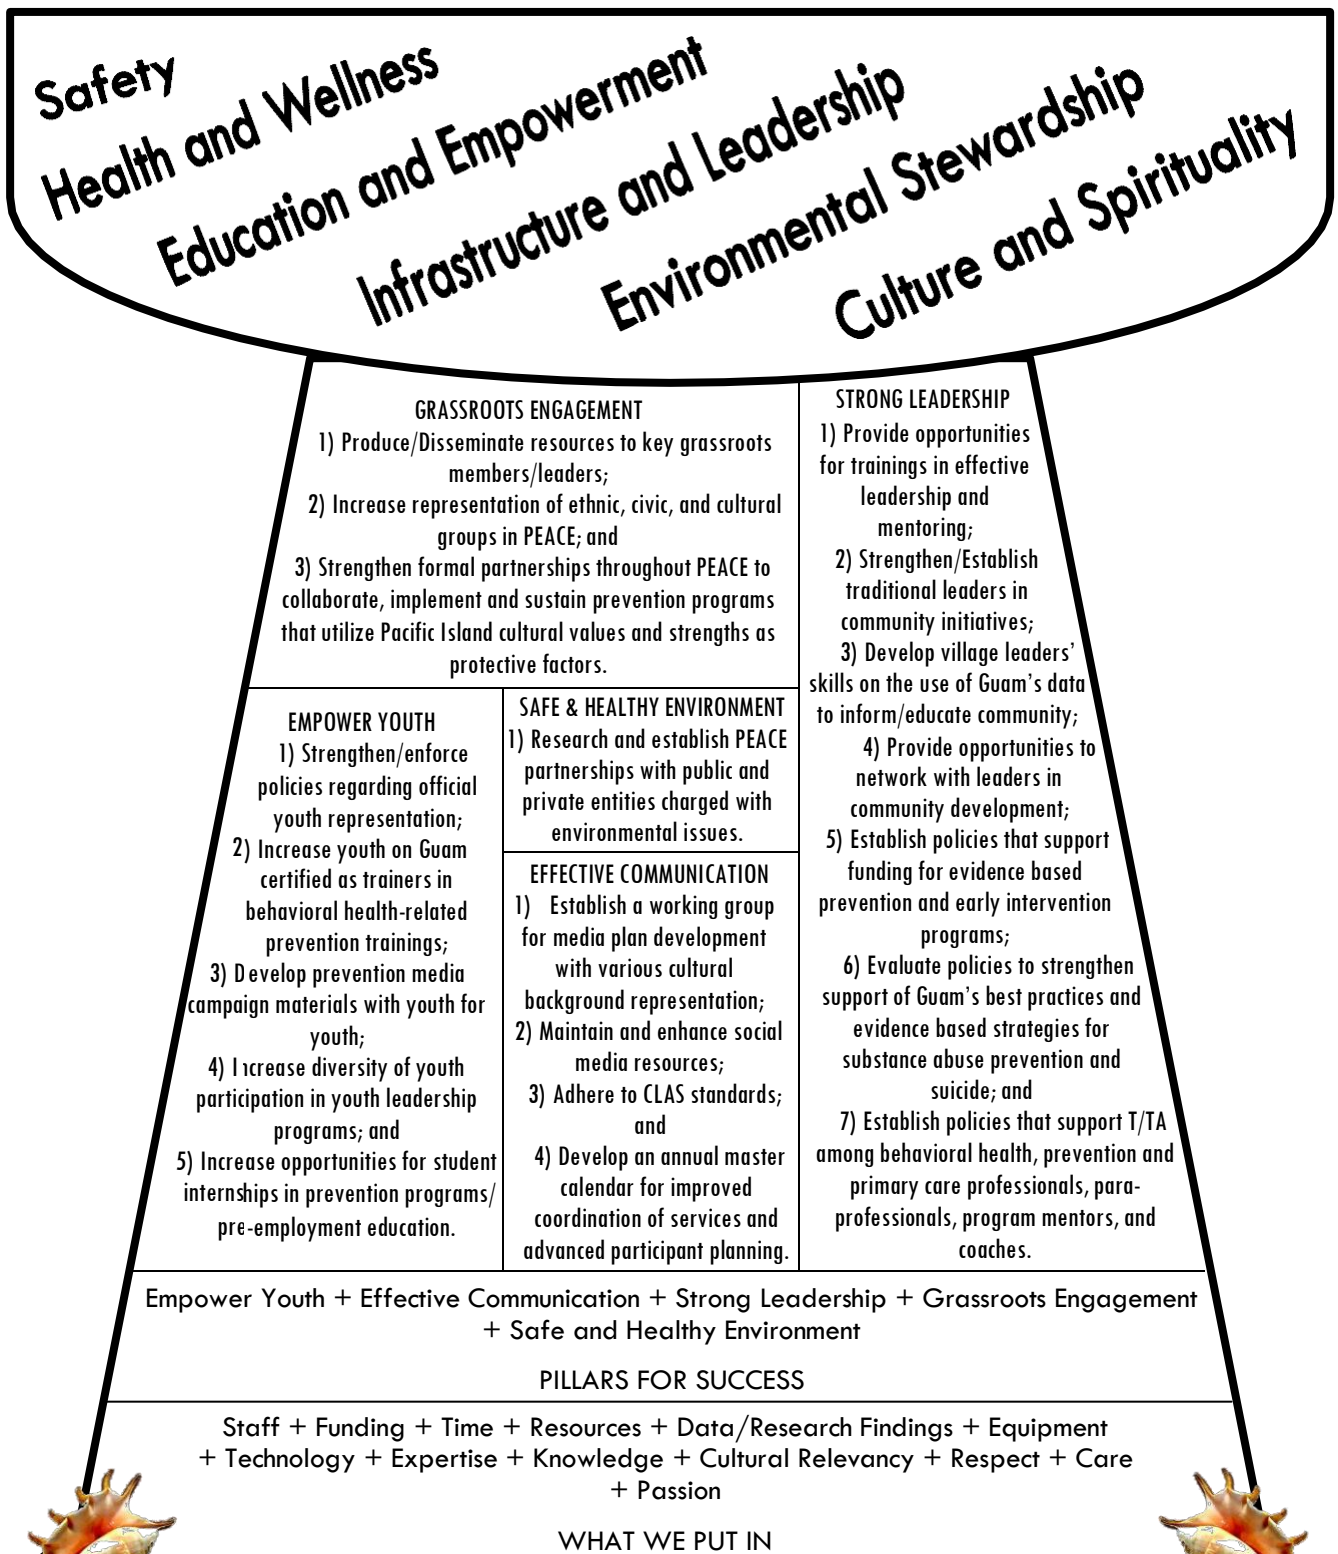 Safety
Health and Wellness
Education and Empowerment
Infrastructure and Leadership
Environmental Stewardship
Culture and Spirituality
GRASSROOTS ENGAGEMENT
1) Produce/Disseminate resources to key grassroots
members/leaders;
2) Increase representation of ethnic, civic, and cultural
groups in PEACE; and
3) Strengthen formal partnerships throughout PEACE to
collaborate, implement and sustain prevention programs
that utilize Pacific Island cultural values and strengths as
protective factors.
EMPOWER YOUTH
1) Strengthen/enforce
policies regarding official
youth representation;
2) Increase youth on Guam
certified as trainers in
behavioral health-related
prevention trainings;
3) Develop prevention media
campaign materials with youth for
youth;
4) Increase diversity of youth
participation in youth leadership
programs; and
5) Increase opportunities for student
internships in prevention programs/
pre-employment education.
SAFE & HEALTHY ENVIRONMENT
1) Research and establish PEACE
partnerships with public and
private entities charged with
environmental issues.
EFFECTIVE COMMUNICATION
1) Establish a working group
for media plan development
with various cultural
background representation;
2) Maintain and enhance social
media resources;
3) Adhere to CLAS standards;
and
4) Develop an annual master
calendar for improved
coordination of services and
advanced participant planning.
STRONG LEADERSHIP
1) Provide opportunities
for trainings in effective
leadership and
mentoring;
2) Strengthen/Establish
traditional leaders in
community initiatives;
3) Develop village leaders'
skills on the use of Guam's data
to inform/educate community;
4) Provide opportunities to
network with leaders in
community development;
5) Establish policies that support
funding for evidence based
prevention and early intervention
programs;
6) Evaluate policies to strengthen
support of Guam's best practices and
evidence based strategies for
substance abuse prevention and
suicide; and
7) Establish policies that support T/TA
among behavioral health, prevention and
primary care professionals, para-
professionals, program mentors, and
coaches.
Empower Youth + Effective Communication + Strong Leadership + Grassroots Engagement
+ Safe and Healthy Environment
PILLARS FOR SUCCESS
Staff + Funding + Time + Resources + Data/Research Findings + Equipment
+ Technology + Expertise + Knowledge + Cultural Relevancy + Respect + Care
+ Passion
WHAT WE PUT IN